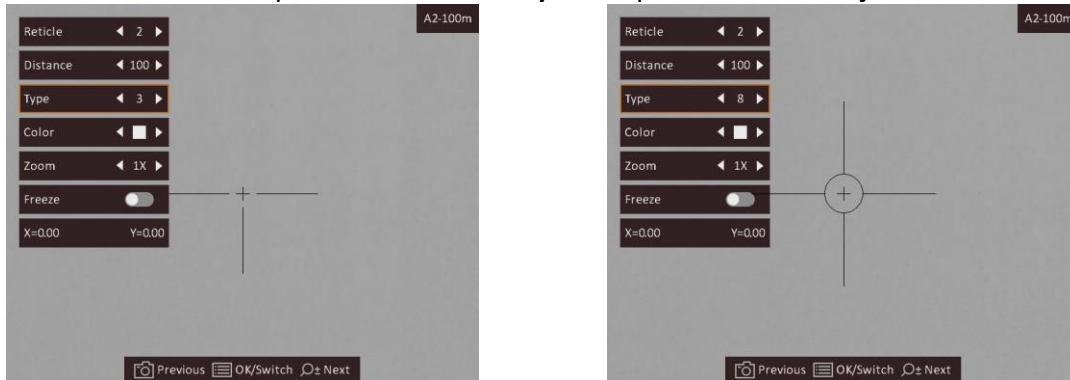 A2-100m
Reticle 2
Distance 100
Type 3
Color
Zoom 1X
Freeze
X=0.00 Y=0.00
Previous OK/Switch ± Next
A2-100m
Reticle 2
Distance 100
Type 8
Color
Zoom 1X
Freeze
X=0.00 Y=0.00
Previous OK/Switch ± Next